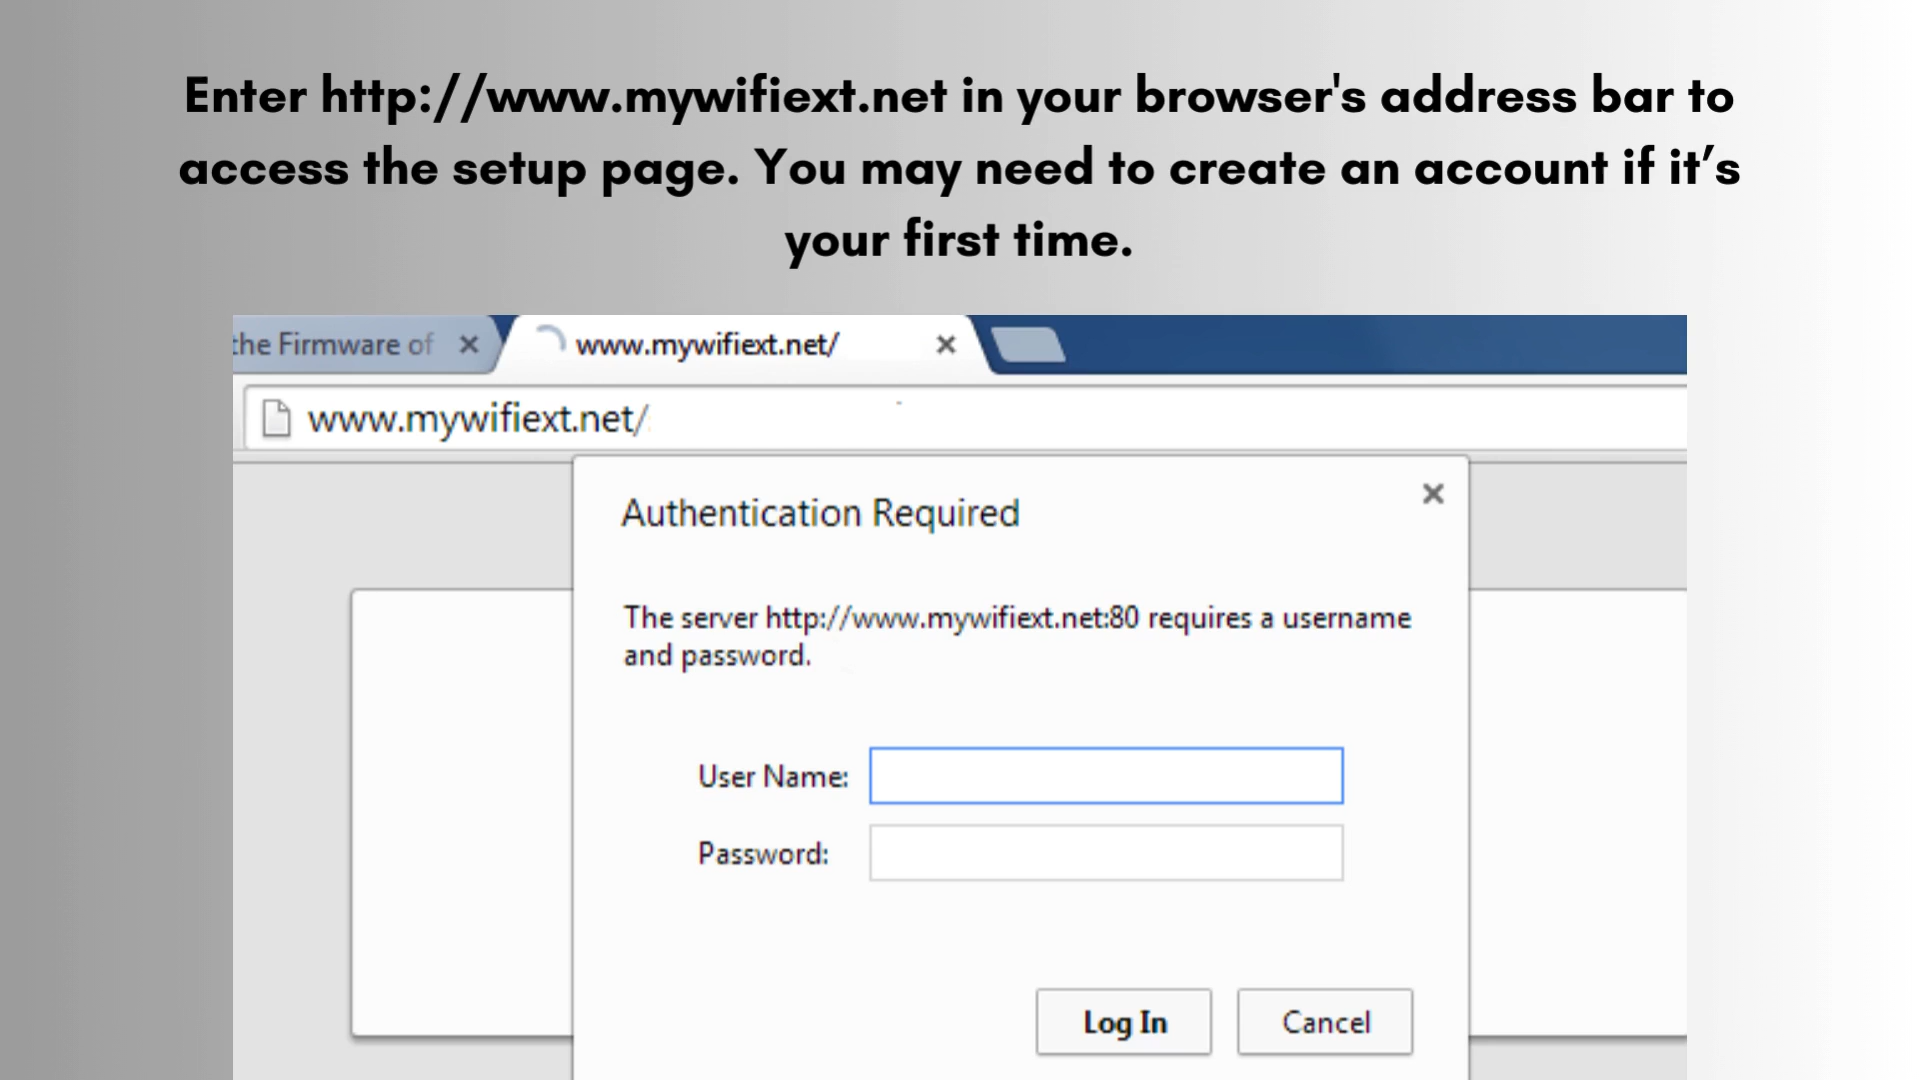 Enter http://www.mywifiext.net in your browser's address bar to
access the setup page. You may need to create an account if it’s
your first time.
the Firmware of
www.mywifiext.net/
www.mywifiext.net/
Authentication Required
The server http://www.mywifiext.net:80 requires a username
and password.
User Name:
Password:
Log In
Cancel